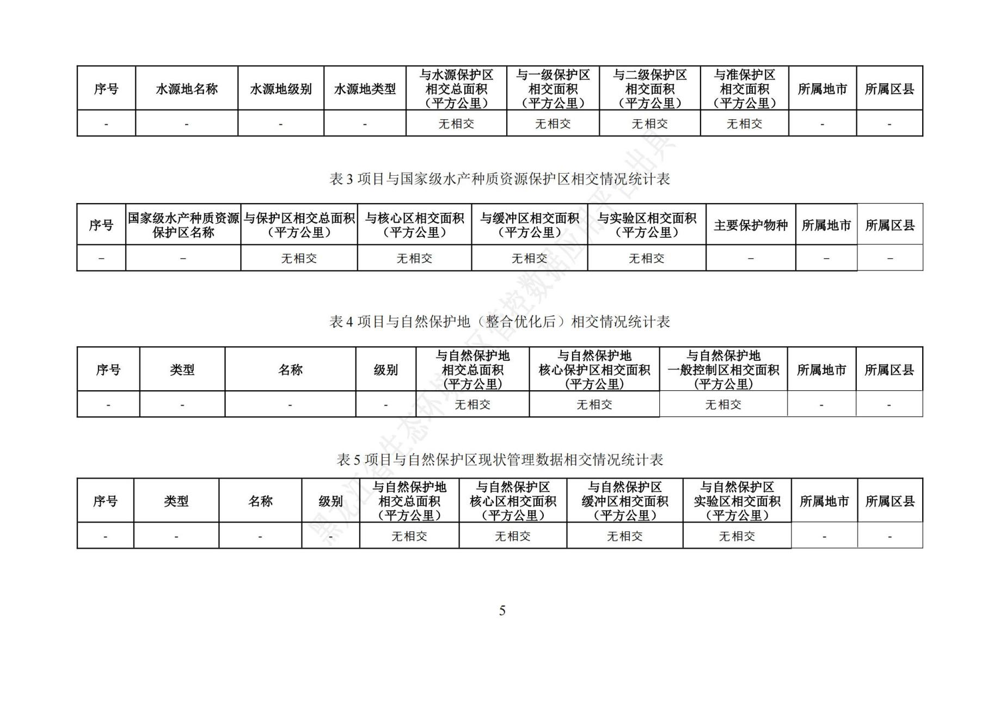 序号 水源地名称 水源地级别 水源地类型 与水源保护区相交总面积（平方公里） 与一级保护区相交面积（平方公里） 与二级保护区相交面积（平方公里） 与准保护区相交面积（平方公里） 所属地市 所属区县
- - - - 无相交 无相交 无相交 无相交 - -
表 3 项目与国家级水产种质资源保护区相交情况统计表
序号 国家级水产种质资源保护区名称 与保护区相交总面积（平方公里） 与核心区相交面积（平方公里） 与缓冲区相交面积（平方公里） 与实验区相交面积（平方公里） 主要保护物种 所属地市 所属区县
– – 无相交 无相交 无相交 无相交 – – –
表 4 项目与自然保护地（整合优化后）相交情况统计表
序号 类型 名称 级别 与自然保护地相交总面积(平方公里) 与自然保护地核心保护区相交面积(平方公里) 与自然保护地一般控制区相交面积(平方公里) 所属地市 所属区县
- - - - 无相交 无相交 无相交 - -
表 5 项目与自然保护区现状管理数据相交情况统计表
序号 类型 名称 级别 与自然保护地相交总面积（平方公里） 与自然保护区核心区相交面积（平方公里） 与自然保护区缓冲区相交面积（平方公里） 与自然保护区实验区相交面积（平方公里） 所属地市 所属区县
- - - - 无相交 无相交 无相交 无相交 - -
5